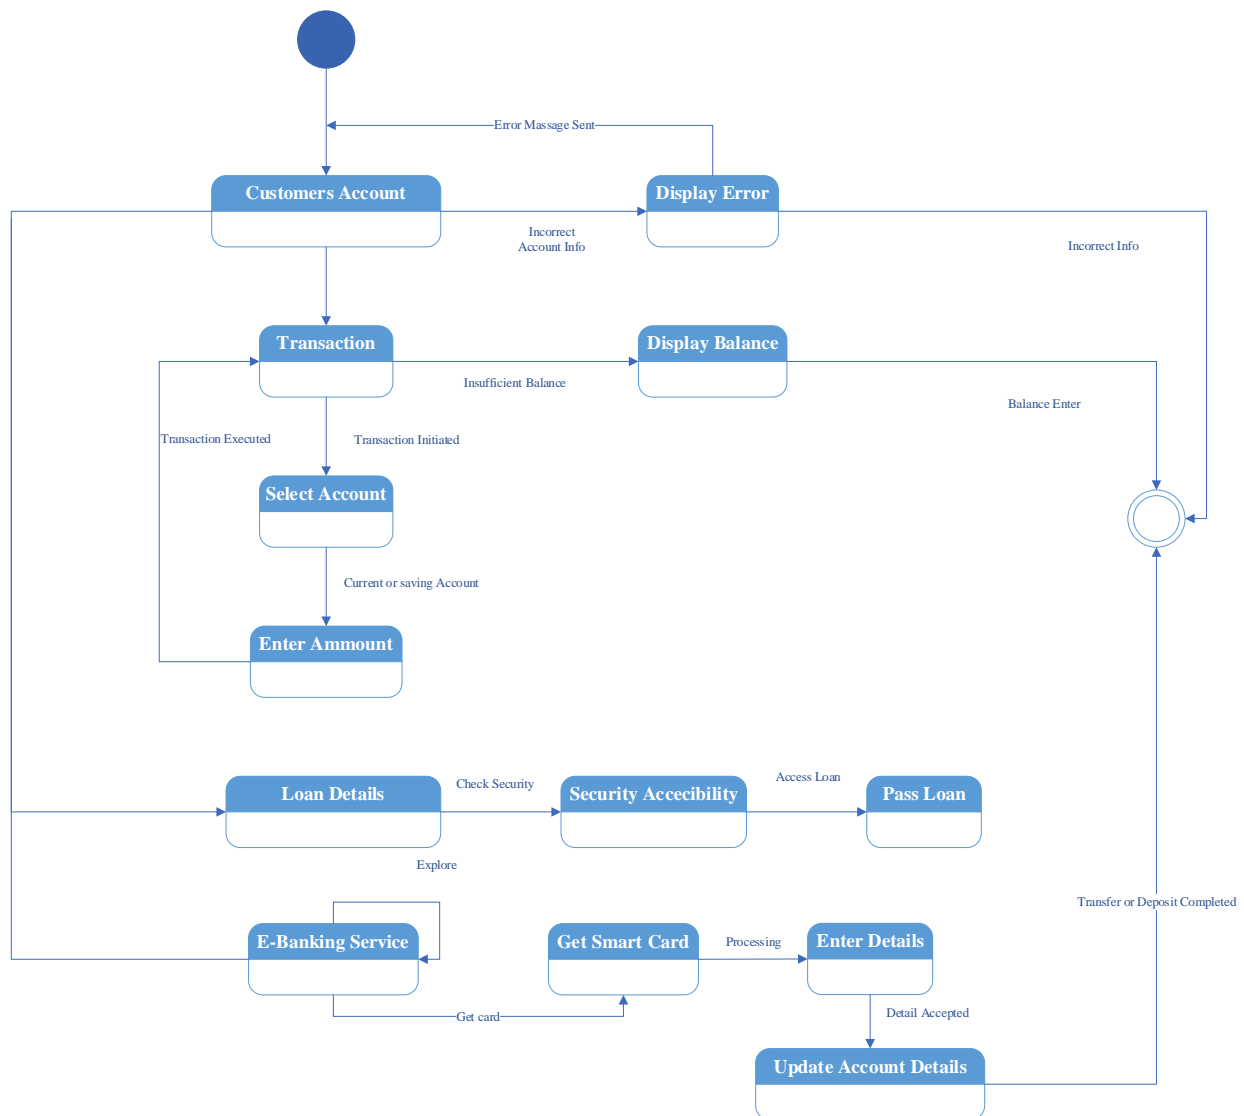 Error Massage Sent
Customers Account
Display Error
Incorrect
Account Info
Incorrect Info
Transaction
Display Balance
Insufficient Balance
Balance Enter
Transaction Executed
Transaction Initiated
Select Account
Current or saving Account
Enter Ammount
Loan Details
Check Security
Security Accecibility
Access Loan
Pass Loan
Explore
Transfer or Deposit Completed
E-Banking Service
Get Smart Card
Processing
Enter Details
Get card
Detail Accepted
Update Account Details